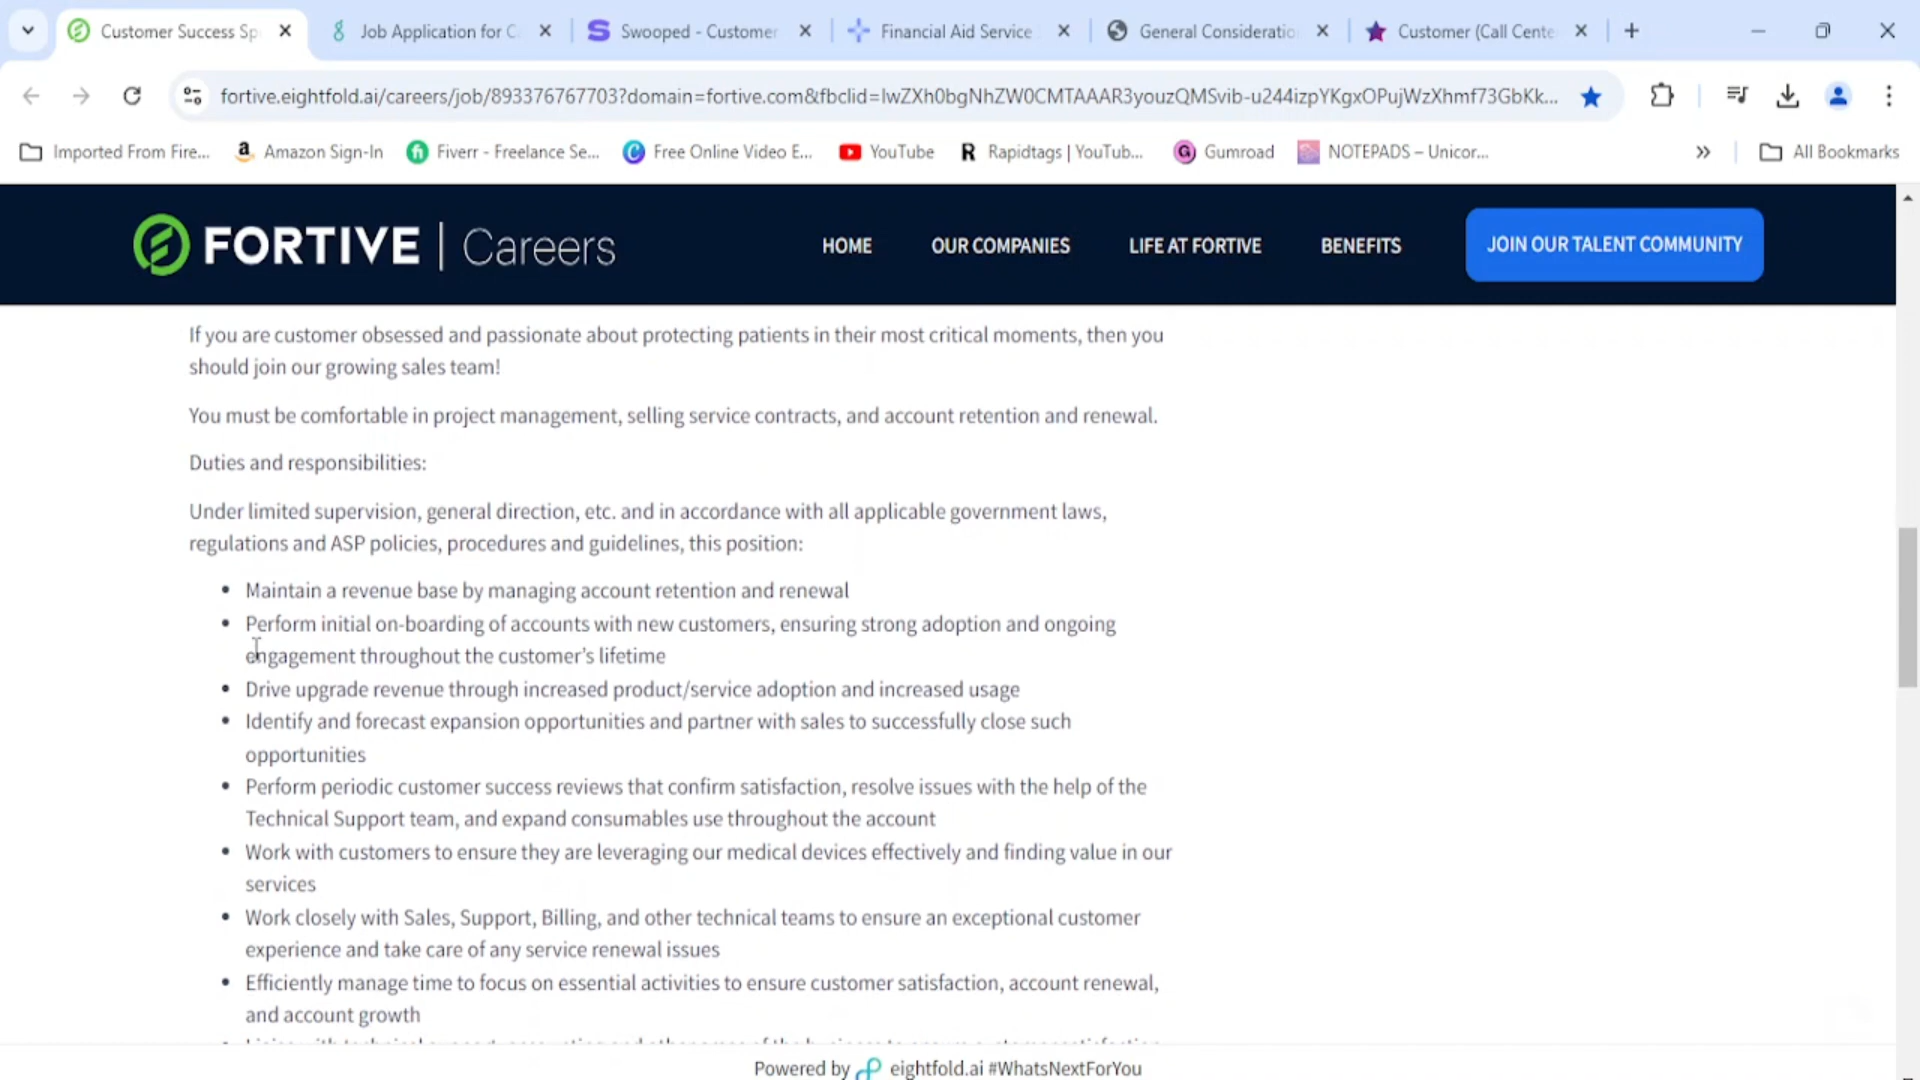 Customer Success Sp
Job Application for C
Swooped - Customer
Financial Aid Service
General Consideratio
Customer (Call Cente
fortive.eightfold.ai/careers/job/893376767703?domain=fortive.com&fbclid=IwZXh0bgNhZW0CMTAAAR3youzQMSvib-u244izpYKgxOPujWzXhmf73GbKk...
Imported From Fire...
a Amazon Sign-In
fi Fiverr - Freelance Se...
C Free Online Video E...
YouTube
R Rapidtags | YouTub...
G Gumroad
NOTEPADS – Unicor...
All Bookmarks
FORTIVE | Careers
HOME
OUR COMPANIES
LIFE AT FORTIVE
BENEFITS
JOIN OUR TALENT COMMUNITY
If you are customer obsessed and passionate about protecting patients in their most critical moments, then you
should join our growing sales team!
You must be comfortable in project management, selling service contracts, and account retention and renewal.
Duties and responsibilities:
Under limited supervision, general direction, etc. and in accordance with all applicable government laws,
regulations and ASP policies, procedures and guidelines, this position:
• Maintain a revenue base by managing account retention and renewal
• Perform initial on-boarding of accounts with new customers, ensuring strong adoption and ongoing
engagement throughout the customer’s lifetime
• Drive upgrade revenue through increased product/service adoption and increased usage
• Identify and forecast expansion opportunities and partner with sales to successfully close such
opportunities
• Perform periodic customer success reviews that confirm satisfaction, resolve issues with the help of the
Technical Support team, and expand consumables use throughout the account
• Work with customers to ensure they are leveraging our medical devices effectively and finding value in our
services
• Work closely with Sales, Support, Billing, and other technical teams to ensure an exceptional customer
experience and take care of any service renewal issues
• Efficiently manage time to focus on essential activities to ensure customer satisfaction, account renewal,
and account growth
Powered by eightfold.ai #WhatsNextForYou